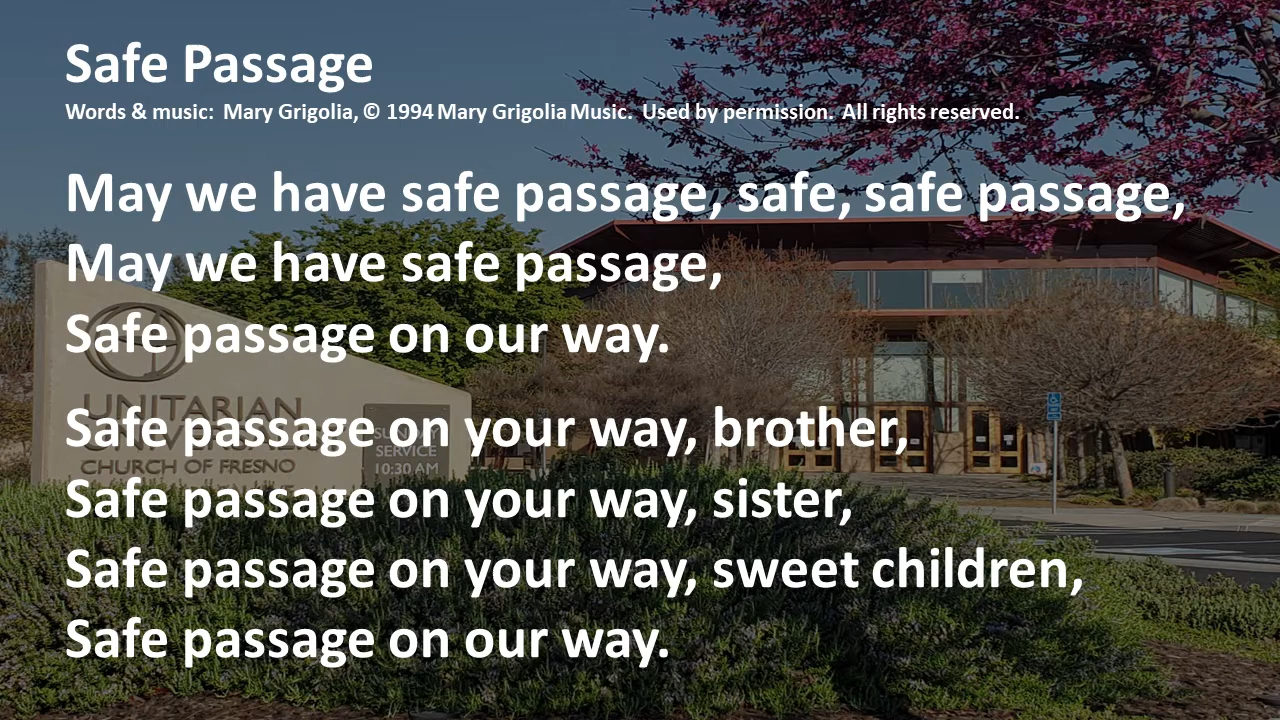 Safe Passage
Words & music: Mary Grigolia, © 1994 Mary Grigolia Music. Used by permission. All rights reserved.
May we have safe passage, safe, safe passage,
May we have safe passage,
Safe passage on our way.
Safe passage on your way, brother,
Safe passage on your way, sister,
Safe passage on your way, sweet children,
Safe passage on our way.
UNITARIAN
CHURCH OF FRESNO
SERVICE
10:30 AM